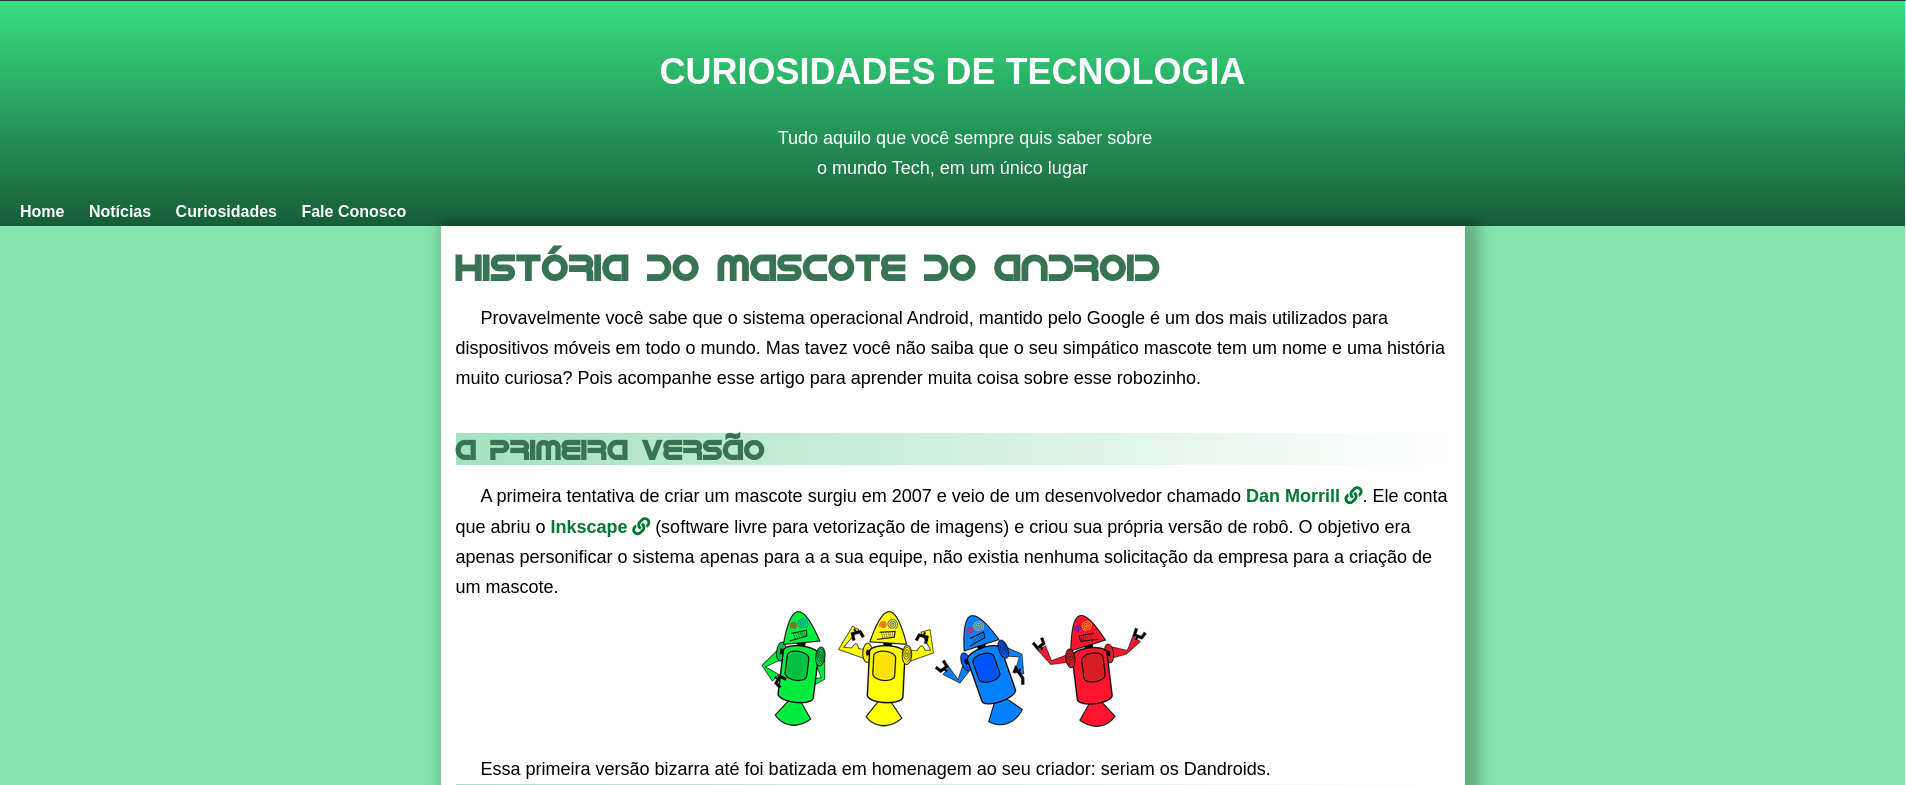 CURIOSIDADES DE TECNOLOGIA
Tudo aquilo que você sempre quis saber sobre
o mundo Tech, em um único lugar
Home Notícias Curiosidades Fale Conosco
HISTÓRIA DO MASCOTE DO ANDROID
Provavelmente você sabe que o sistema operacional Android, mantido pelo Google é um dos mais utilizados para
dispositivos móveis em todo o mundo. Mas tavez você não saiba que o seu simpático mascote tem um nome e uma história
muito curiosa? Pois acompanhe esse artigo para aprender muita coisa sobre esse robozinho.
A PRIMEIRA VERSÃO
A primeira tentativa de criar um mascote surgiu em 2007 e veio de um desenvolvedor chamado Dan Morrill. Ele conta
que abriu o Inkscape (software livre para vetorização de imagens) e criou sua própria versão de robô. O objetivo era
apenas personificar o sistema apenas para a a sua equipe, não existia nenhuma solicitação da empresa para a criação de
um mascote.
Essa primeira versão bizarra até foi batizada em homenagem ao seu criador: seriam os Dandroids.